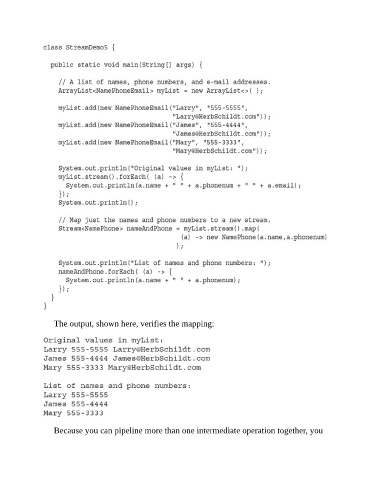 class StreamDemo5 {
public static void main(String[] args) {
// A list of names, phone numbers, and e-mail addresses.
ArrayList<NamePhoneEmail> myList = new ArrayList<>( );
myList.add(new NamePhoneEmail("Larry", "555-5555",
"Larry@HerbSchildt.com"));
myList.add(new NamePhoneEmail("James", "555-4444",
"James@HerbSchildt.com"));
myList.add(new NamePhoneEmail("Mary", "555-3333",
"Mary@HerbSchildt.com"));
System.out.println("Original values in myList: ");
myList.stream().forEach( (a) -> {
System.out.println(a.name + " " + a.phonenum + " " + a.email);
});
System.out.println();
// Map just the names and phone numbers to a new stream.
Stream<NamePhone> nameAndPhone = myList.stream().map(
(a) -> new NamePhone(a.name,a.phonenum)
);
System.out.println("List of names and phone numbers: ");
nameAndPhone.forEach( (a) -> {
System.out.println(a.name + " " + a.phonenum);
});
}
}
The output, shown here, verifies the mapping:
Original values in myList:
Larry 555-5555 Larry@HerbSchildt.com
James 555-4444 James@HerbSchildt.com
Mary 555-3333 Mary@HerbSchildt.com
List of names and phone numbers:
Larry 555-5555
James 555-4444
Mary 555-3333
Because you can pipeline more than one intermediate operation together, you